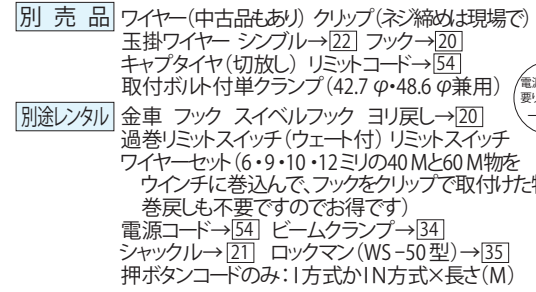 別売品 ワイヤー(中古品もあり) クリップ(ネジ締めは現場で)
玉掛ワイヤー シンブル→22 フック→20
キャプタイヤ(切放し) リミットコード→54
取付ボルト付単クランプ(42.7φ・48.6φ兼用)
別途レンタル 金車 フック スイベルフック ヨリ戻し→20
過巻リミットスイッチ(ウェート付) リミットスイッチ
ワイヤーセット(6・9・10・12ミリの40Mと60M物を
ウインチに巻込んで、フックをクリップで取付けた物
巻戻しも不要ですのでお得です)
電源コード→54 ビームクランプ→34
シャックル→21 ロックマン(WS-50型)→35
押ボタンコードのみ:I方式かIN方式×長さ(M)
電源
要り